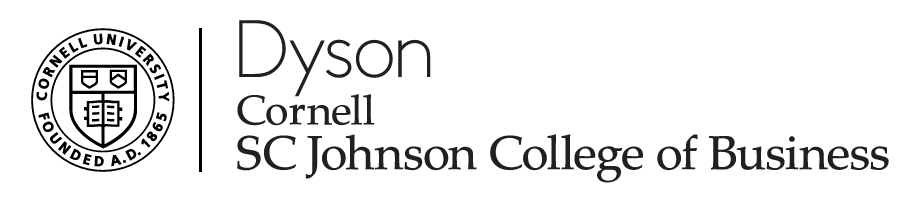 CORNELL UNIVERSITY
FOUNDED A.D. 1865
Dyson
Cornell
SC Johnson College of Business